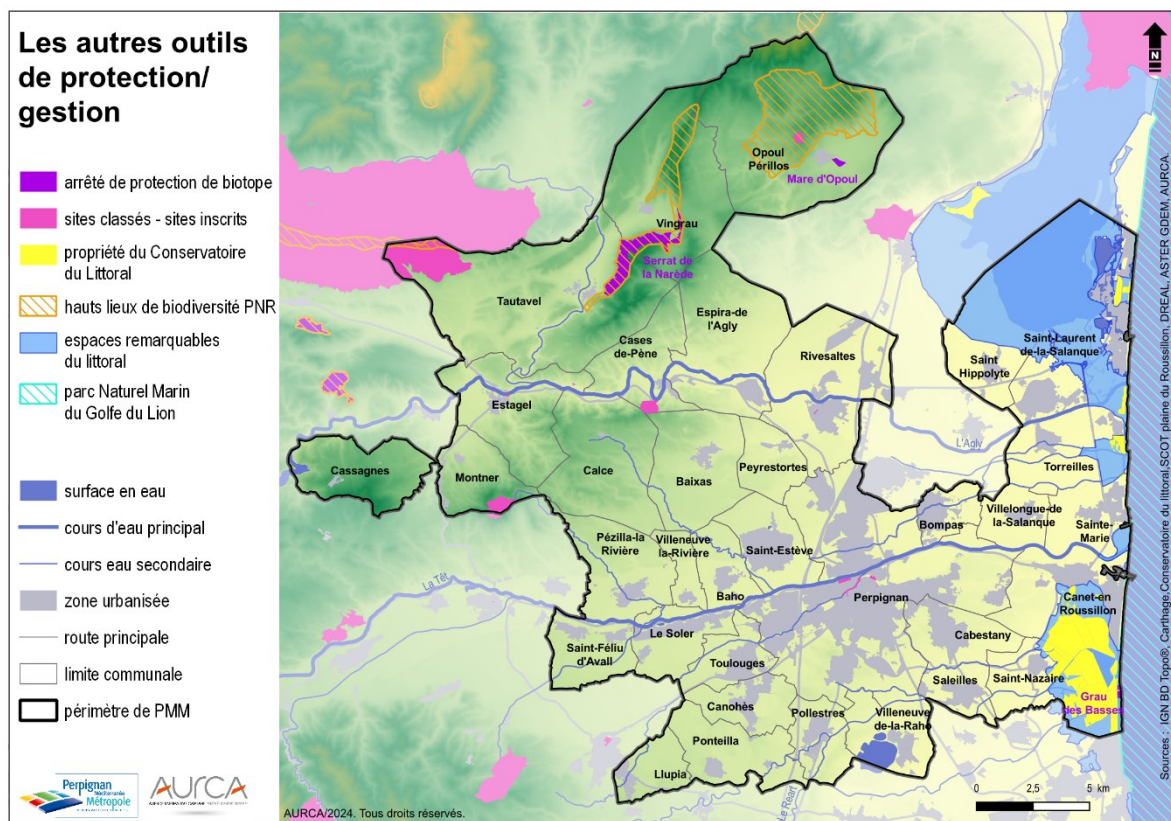 Les autres outils
de protection/
gestion
arrêté de protection de biotope
sites classés - sites inscrits
propriété du Conservatoire
du Littoral
hauts lieux de biodiversité PNR
espaces remarquables
du littoral
parc Naturel Marin
du Golfe du Lion
surface en eau
cours d'eau principal
cours eau secondaire
zone urbanisée
route principale
limite communale
périmètre de PMM
Perpignan
Méditerranée
Métropole
AURCA
AURCA/2024. Tous droits réservés.
N
Opoul
Périllos
Mare d'Opoul
Vingrau
Serrat de
la Narède
Tautavel
Espira-de
l'Agly
Cases
de-Pène
Rivesaltes
Saint-Laurent
de-la-Salanque
Saint
Hippolyte
Estagel
L'Agly
Cassagnes
Montner
Calce
Baixas
Peyrestortes
Torreilles
Villelongue-de
la-Salanque
Bompas
Sainte-
Marie
Pézilla-la
Rivière
Villeneuve
la-Rivière
Saint-Estève
La Têt
Baho
Perpignan
Canet-en
Roussillon
Le Soler
Cabestany
Saint-Féliu
d'Avall
Toulouges
Saleilles
Saint-Nazaire
Grau
des Basses
Canohès
Pollestres
Villeneuve
de-la-Raho
Ponteilla
Llupia
Le Réart
0 2,5 5 km
Sources : IGN BD Topo®, Carthage,Conservatoire du littoral,SCOT plaine du Roussillon, DREAL, ASTER GDEM, AURCA.